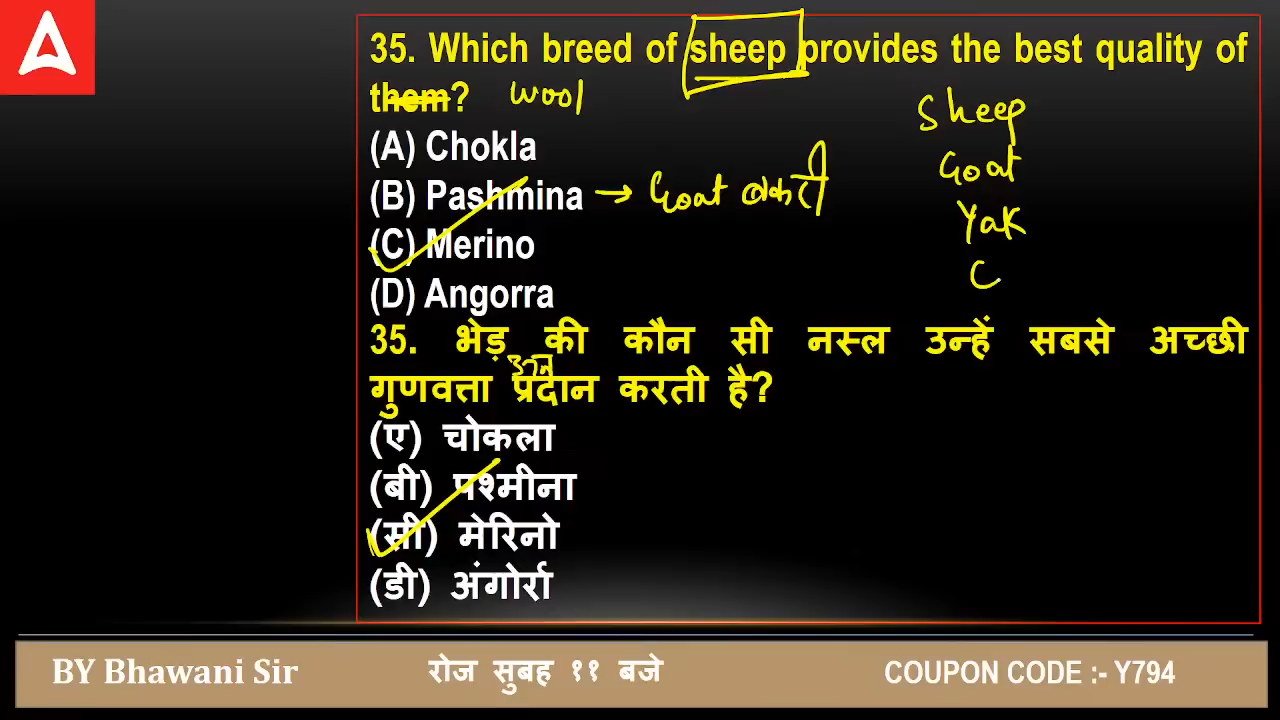 35. Which breed of sheep provides the best quality of
them? wool
(A) Chokla
(B) Pashmina → Goat बकरी
(C) Merino
(D) Angorra
Sheep
Goat
Yak
C
35. भेड़ की कौन सी नस्ल उन्हें सबसे अच्छी
ऊन
गुणवत्ता प्रदान करती है?
(ए) चोकला
(बी) पश्मीना
(सी) मेरिनो
(डी) अंगोर्रा
BY Bhawani Sir
रोज सुबह ११ बजे
COUPON CODE :- Y794